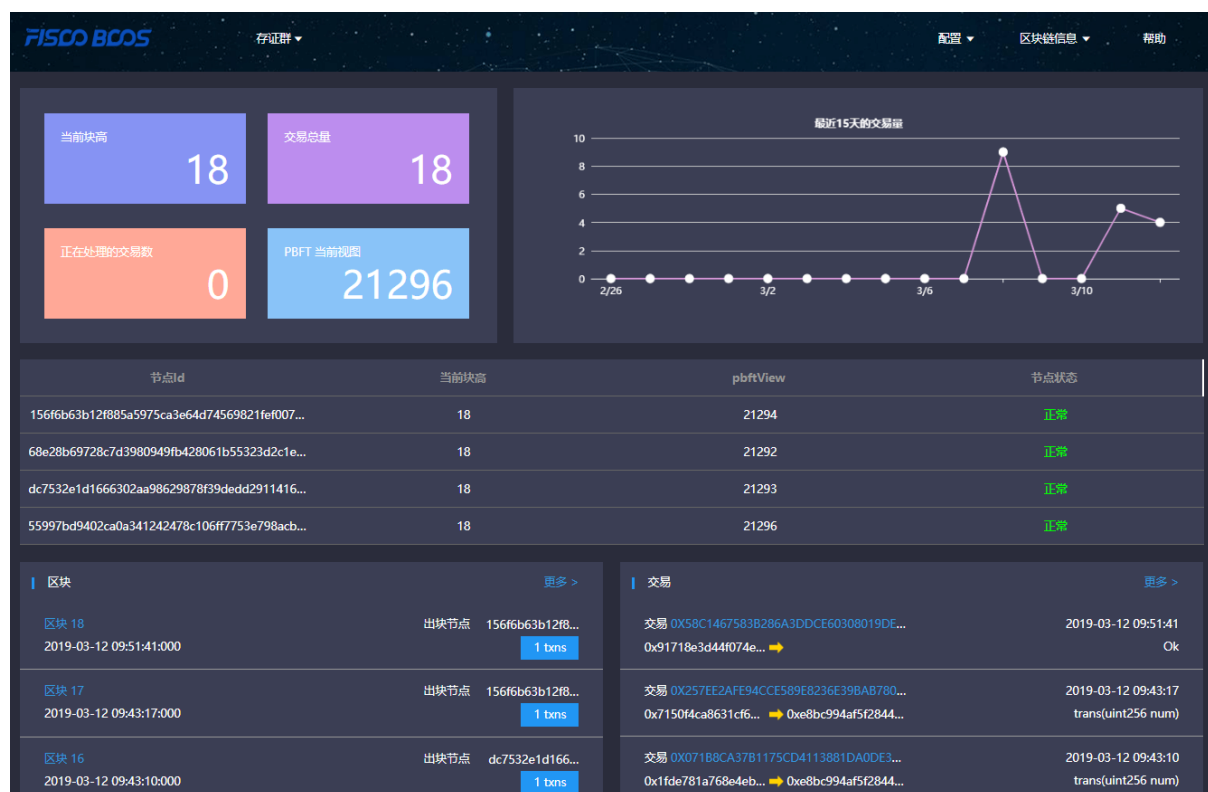 FISCO BCOS 存证群 配置 区块链信息 帮助
当前块高
18
交易总量
18
正在处理的交易数
0
PBFT 当前视图
21296
最近15天的交易量
10
8
6
4
2
0
2/26 3/2 3/6 3/10
节点Id 当前块高 pbftView 节点状态
156f6b63b12f885a5975ca3e64d74569821fef007... 18 21294 正常
68e28b69728c7d3980949fb428061b55323d2c1e... 18 21292 正常
dc7532e1d1666302aa98629878f39dedd2911416... 18 21293 正常
55997bd9402ca0a341242478c106ff7753e798acb... 18 21296 正常
区块 更多 >
区块 18 出块节点 156f6b63b12f8...
2019-03-12 09:51:41:000 1 txns
区块 17 出块节点 156f6b63b12f8...
2019-03-12 09:43:17:000 1 txns
区块 16 出块节点 dc7532e1d166...
2019-03-12 09:43:10:000 1 txns
交易 更多 >
交易 0X58C1467583B286A3DDCE60308019DE... 2019-03-12 09:51:41
0x91718e3d44f074e... Ok
交易 0X257EE2AFE94CCE589E8236E39BAB780... 2019-03-12 09:43:17
0x7150f4ca8631cf6... 0xe8bc994af5f2844... trans(uint256 num)
交易 0X071B8CA37B1175CD4113881DA0DE3... 2019-03-12 09:43:10
0x1fde781a768e4eb... 0xe8bc994af5f2844... trans(uint256 num)